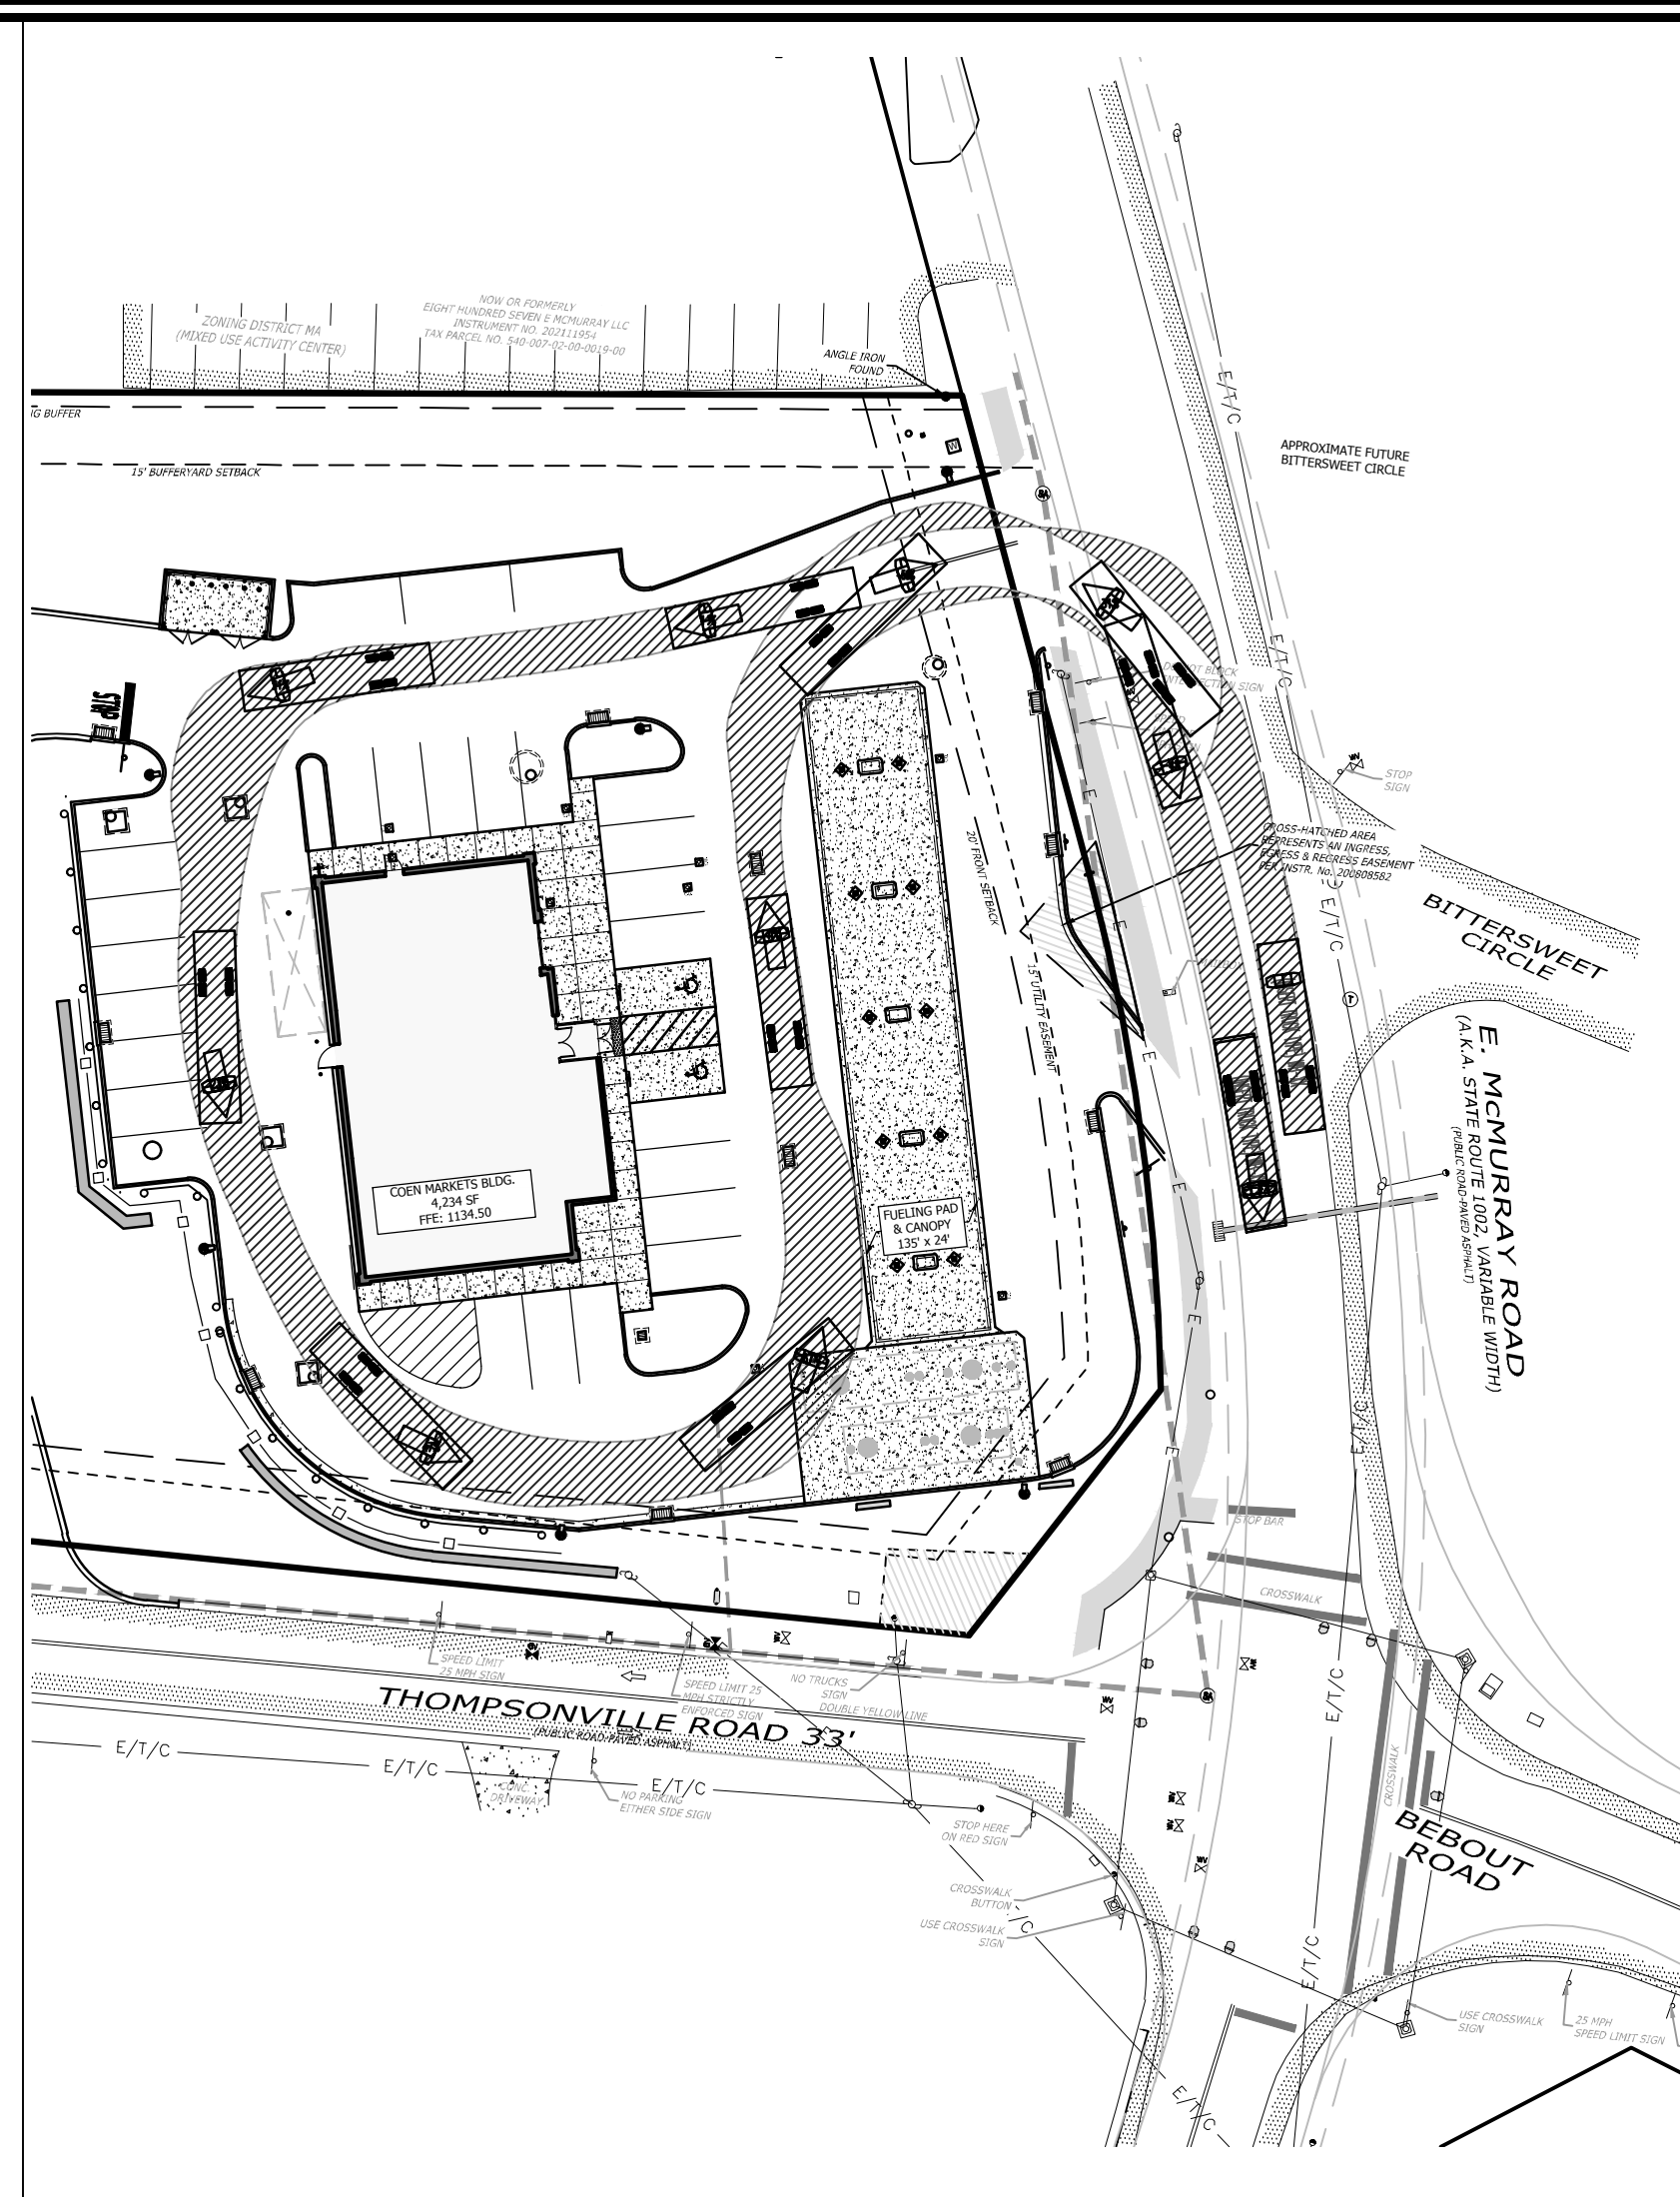 ZONING DISTRICT MA
(MIXED USE ACTIVITY CENTER)
NOW OR FORMERLY
EIGHT HUNDRED SEVEN E MCMURRAY LLC
INSTRUMENT NO. 202111954
TAX PARCEL NO. 540-007-02-00-0019-00
ANGLE IRON
FOUND
E/T/C
APPROXIMATE FUTURE
BITTERSWEET CIRCLE
15' BUFFERYARD SETBACK
BUFFER
W
SA
E/T/C
STOP
SIGN
WV
20' FRONT SETBACK
CROSS-HATCHED AREA
REPRESENTS AN INGRESS,
EGRESS & REGRESS EASEMENT
PER INSTR. No. 200808582
E/T/C
BITTERSWEET
CIRCLE
15' UTILITY EASEMENT
E
E
E
E
E
E
T
E. McMURRAY ROAD
(A.K.A. STATE ROUTE 1002, VARIABLE WIDTH)
(PUBLIC ROAD-PAVED ASPHALT)
COEN MARKETS BLDG.
4,234 SF
FFE: 1134.50
FUELING PAD
& CANOPY
135' x 24'
E/T/C
STOP BAR
CROSSWALK
SPEED LIMIT
25 MPH SIGN
SPEED LIMIT 25
MPH STRICTLY
ENFORCED SIGN
NO TRUCKS
SIGN
DOUBLE YELLOW LINE
SA
WV
WV
E/T/C
THOMPSONVILLE ROAD 33'
(PUBLIC ROAD-PAVED ASPHALT)
E/T/C
E/T/C
E/T/C
CONC.
DRIVEWAY
NO PARKING
EITHER SIDE SIGN
STOP HERE
ON RED SIGN
CROSSWALK
BEBOUT
ROAD
WV
CROSSWALK
BUTTON
USE CROSSWALK
SIGN
E/T/C
USE CROSSWALK
SIGN
25 MPH
SPEED LIMIT SIGN
E/T/C